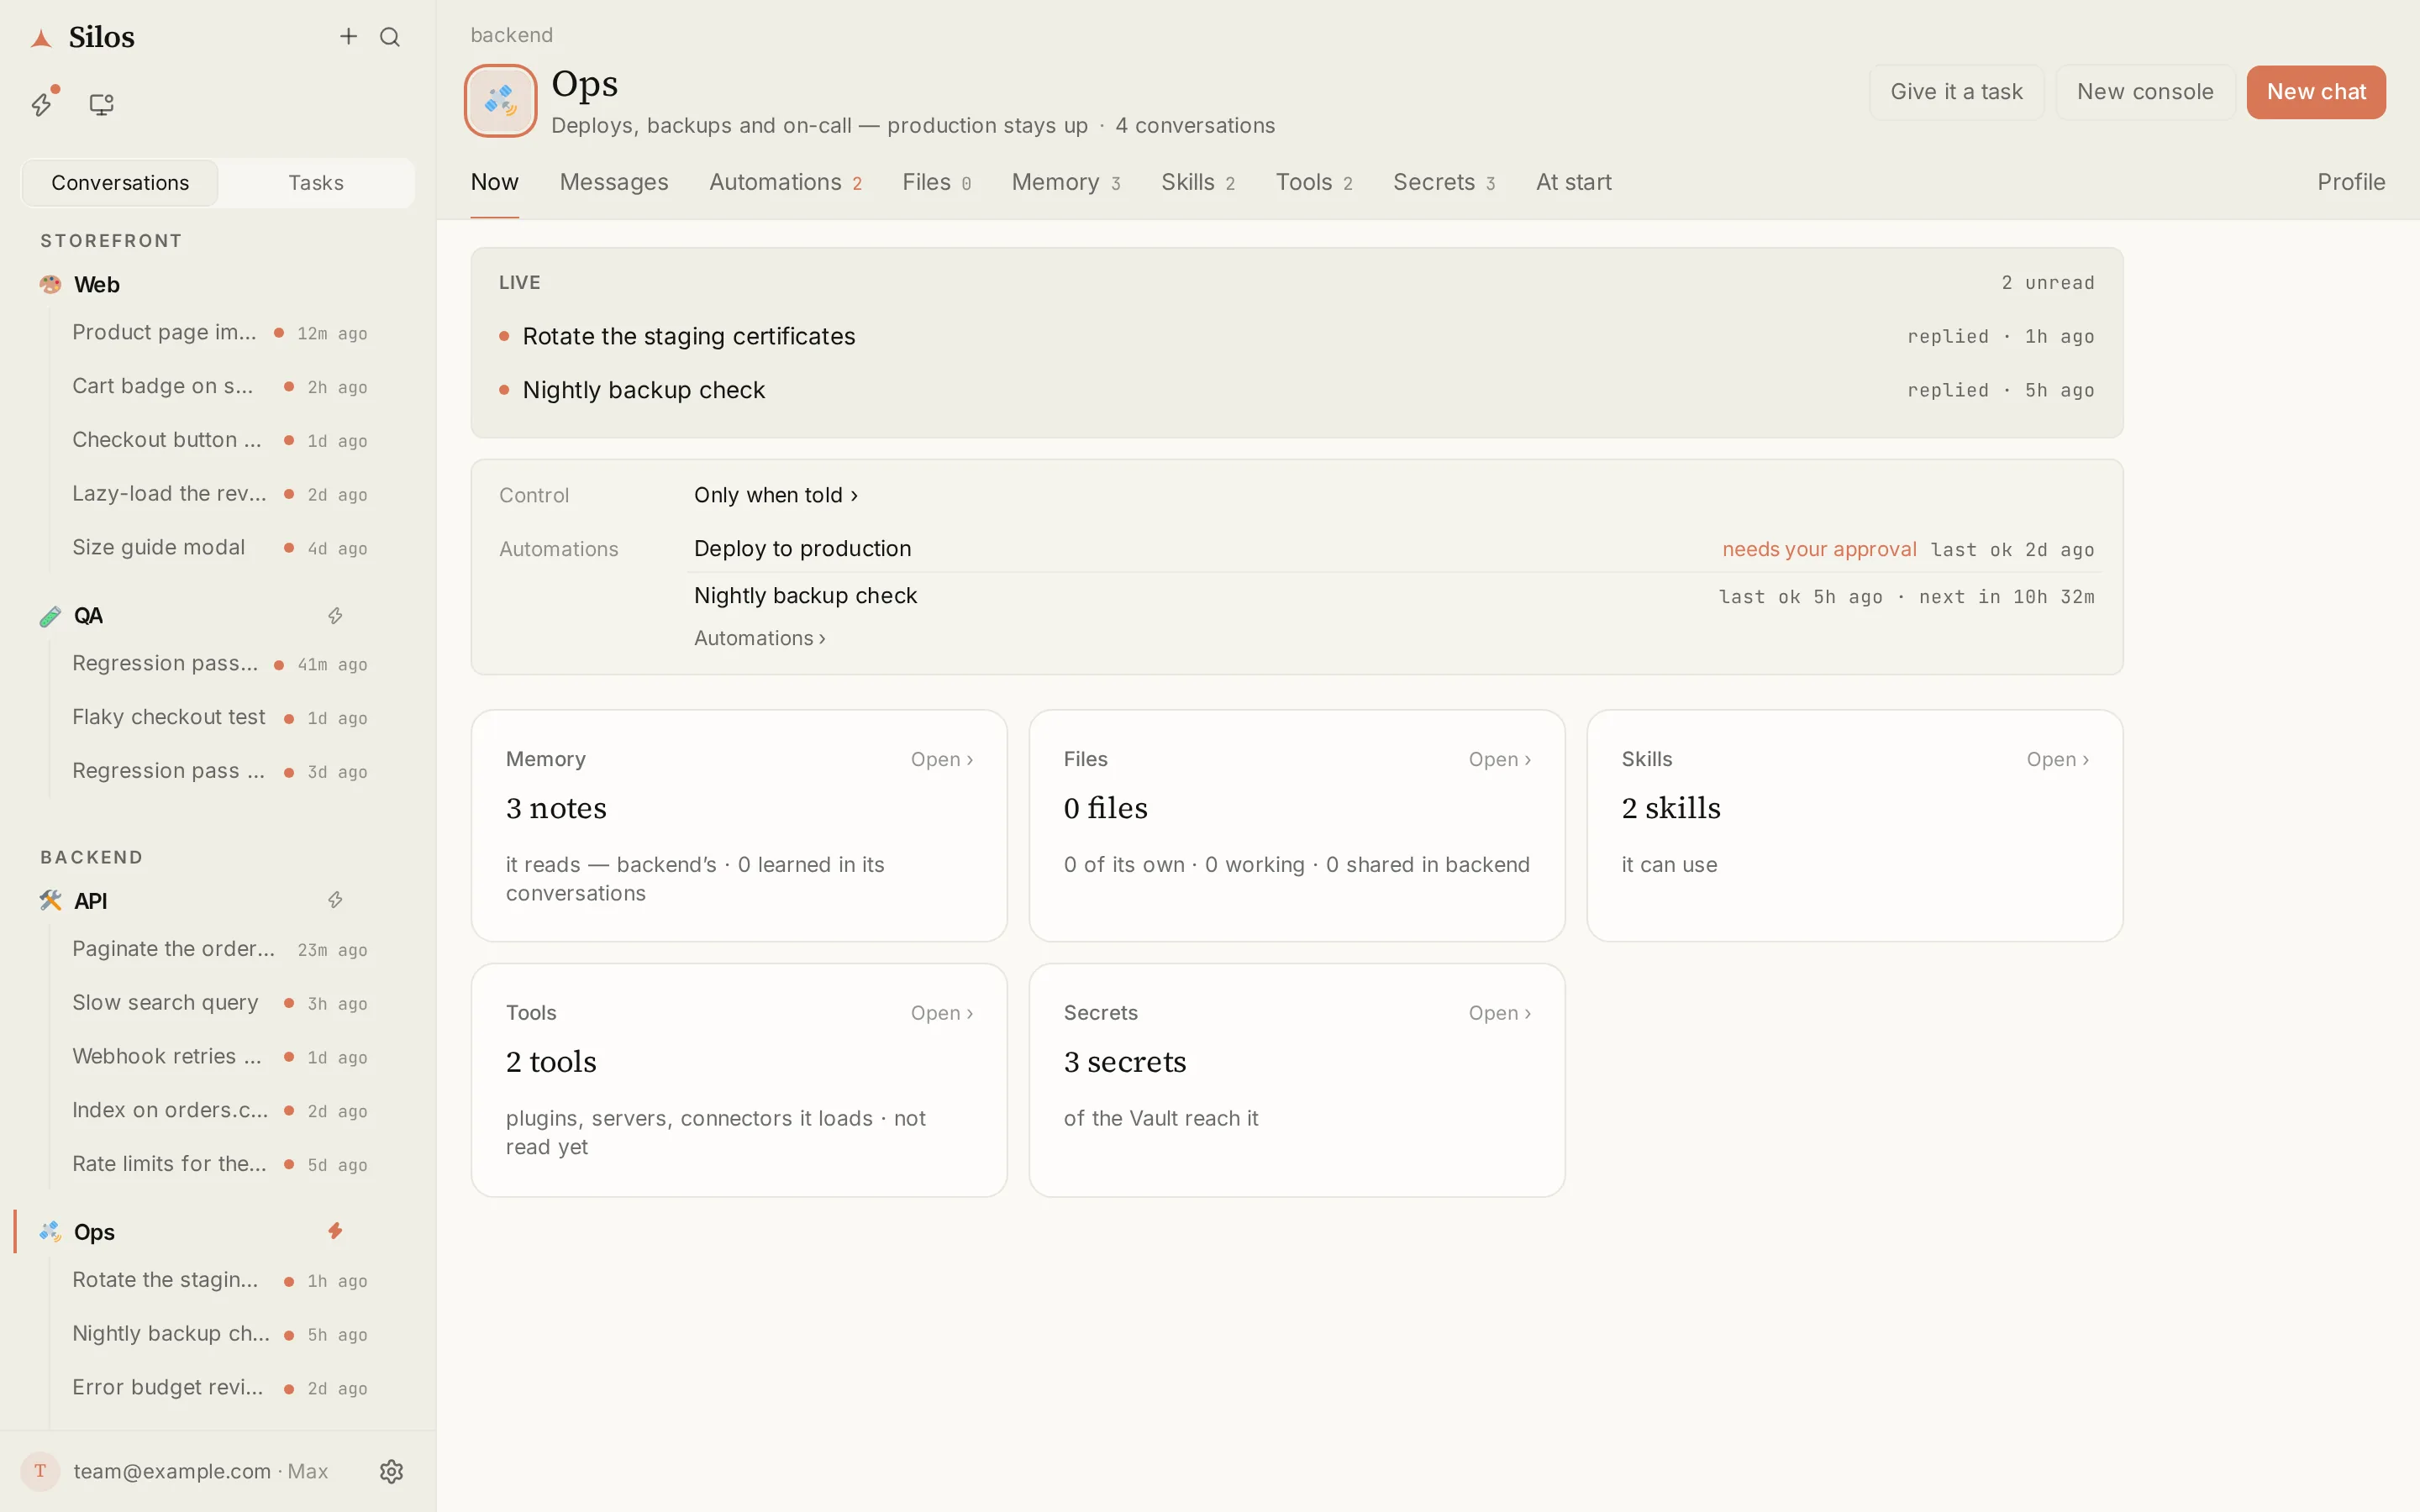 Silos
Conversations
Tasks
STOREFRONT
Web
Product page im... 12m ago
Cart badge on s... 2h ago
Checkout button ... 1d ago
Lazy-load the rev... 2d ago
Size guide modal 4d ago
QA
Regression pass... 41m ago
Flaky checkout test 1d ago
Regression pass ... 3d ago
BACKEND
API
Paginate the order... 23m ago
Slow search query 3h ago
Webhook retries ... 1d ago
Index on orders.c... 2d ago
Rate limits for the... 5d ago
Ops
Rotate the stagin... 1h ago
Nightly backup ch... 5h ago
Error budget revi... 2d ago
T team@example.com · Max
backend
Ops
Deploys, backups and on-call — production stays up · 4 conversations
Give it a task
New console
New chat
Now
Messages
Automations 2
Files 0
Memory 3
Skills 2
Tools 2
Secrets 3
At start
Profile
LIVE 2 unread
Rotate the staging certificates replied · 1h ago
Nightly backup check replied · 5h ago
Control Only when told ›
Automations Deploy to production needs your approval last ok 2d ago
Nightly backup check last ok 5h ago · next in 10h 32m
Automations ›
Memory Open ›
3 notes
it reads — backend’s · 0 learned in its
conversations
Files Open ›
0 files
0 of its own · 0 working · 0 shared in backend
Skills Open ›
2 skills
it can use
Tools Open ›
2 tools
plugins, servers, connectors it loads · not
read yet
Secrets Open ›
3 secrets
of the Vault reach it